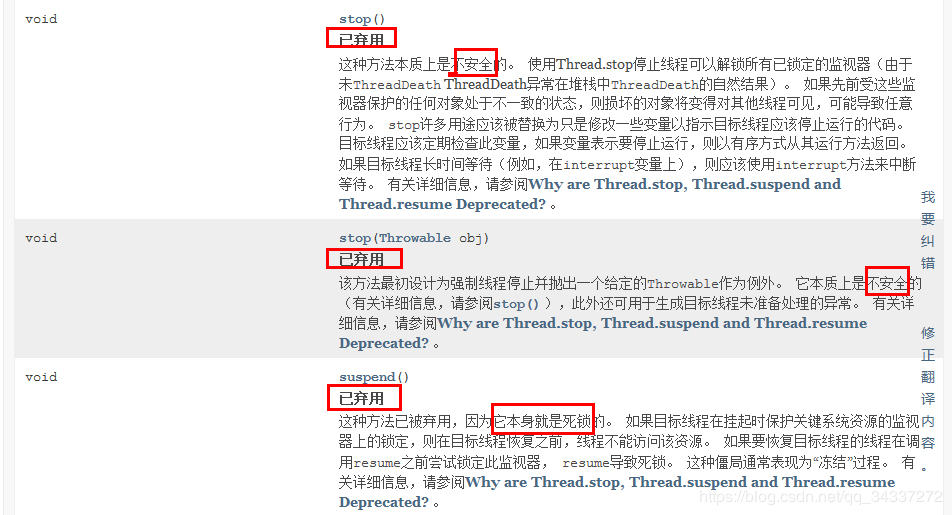 void stop()
已弃用
这种方法本质上是不安全的。 使用Thread.stop停止线程可以解锁所有已锁定的监视器（由于
未ThreadDeath ThreadDeath异常在堆栈中ThreadDeath的自然结果）。 如果先前受这些监
视器保护的任何对象处于不一致的状态，则损坏的对象将变得对其他线程可见，可能导致任意
行为。 stop许多用途应该被替换为只是修改一些变量以指示目标线程应该停止运行的代码。
目标线程应该定期检查此变量，如果变量表示要停止运行，则以有序方式从其运行方法返回。
如果目标线程长时间等待（例如，在interrupt变量上），则应该使用interrupt方法来中断
等待。 有关详细信息，请参阅Why are Thread.stop, Thread.suspend and
Thread.resume Deprecated? 。
void stop(Throwable obj)
已弃用
该方法最初设计为强制线程停止并抛出一个给定的Throwable作为例外。 它本质上是不安全的
（有关详细信息，请参阅stop() ），此外还可用于生成目标线程未准备处理的异常。 有关详
细信息，请参阅Why are Thread.stop, Thread.suspend and Thread.resume
Deprecated? 。
void suspend()
已弃用
这种方法已被弃用，因为它本身就是死锁的。 如果目标线程在挂起时保护关键系统资源的监视
器上的锁定，则在目标线程恢复之前，线程不能访问该资源。 如果要恢复目标线程的线程在调
用resume之前尝试锁定此监视器， resume导致死锁。 这种僵局通常表现为“冻结”过程。 有
关详细信息，请参阅Why are Thread.stop, Thread.suspend and Thread.resume
Deprecated? 。
我要纠错
修正翻译内容。
https://blog.csdn.net/qq_34337272